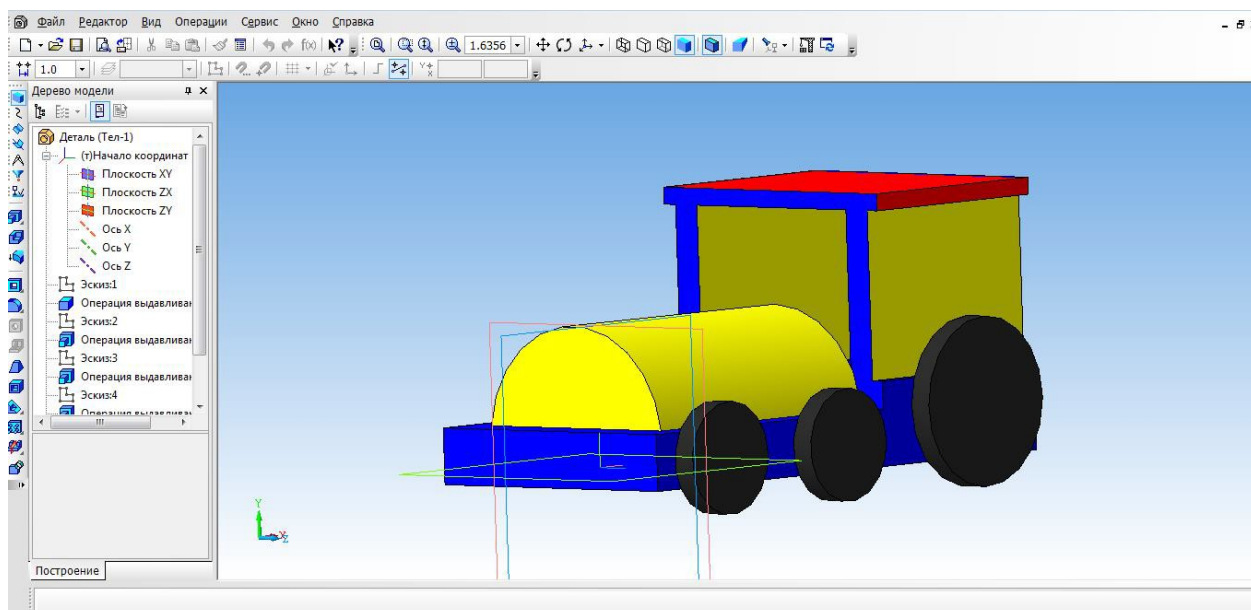 Файл Редактор Вид Операции Сервис Окно Справка
f(x) 1.6356
1.0
Дерево модели
Деталь (Тел-1)
(т)Начало координат
Плоскость XY
Плоскость ZX
Плоскость ZY
Ось X
Ось Y
Ось Z
Эскиз:1
Операция выдавливан
Эскиз:2
Операция выдавливан
Эскиз:3
Операция выдавливан
Эскиз:4
Операция выдавливан
Y
X
Z
Построение